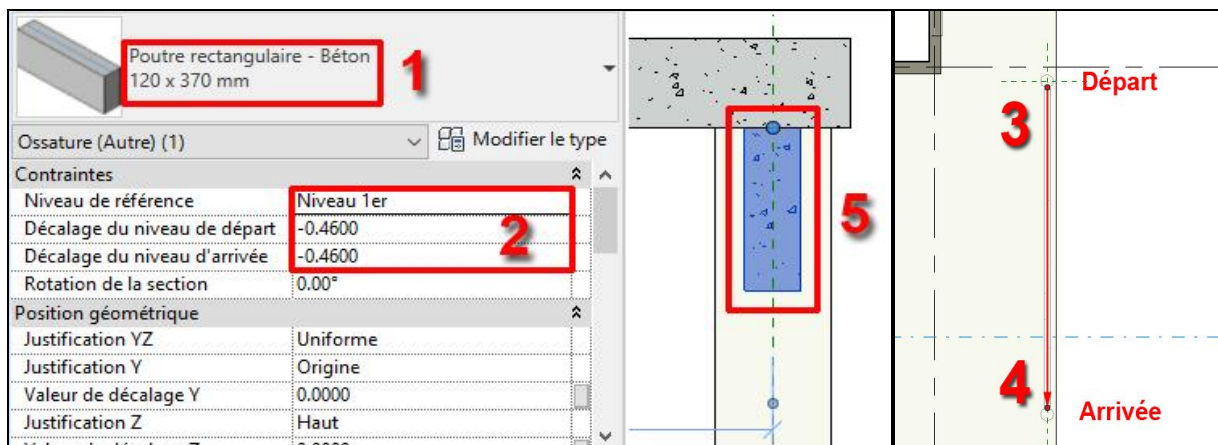 Poutre rectangulaire - Béton
120 x 370 mm
1
Ossature (Autre) (1)
Modifier le type
Contraintes
Niveau de référence Niveau 1er
Décalage du niveau de départ -0.4600
Décalage du niveau d'arrivée -0.4600
2
Rotation de la section 0.00°
Position géométrique
Justification YZ Uniforme
Justification Y Origine
Valeur de décalage Y 0.0000
Justification Z Haut
5
Départ
3
4
Arrivée